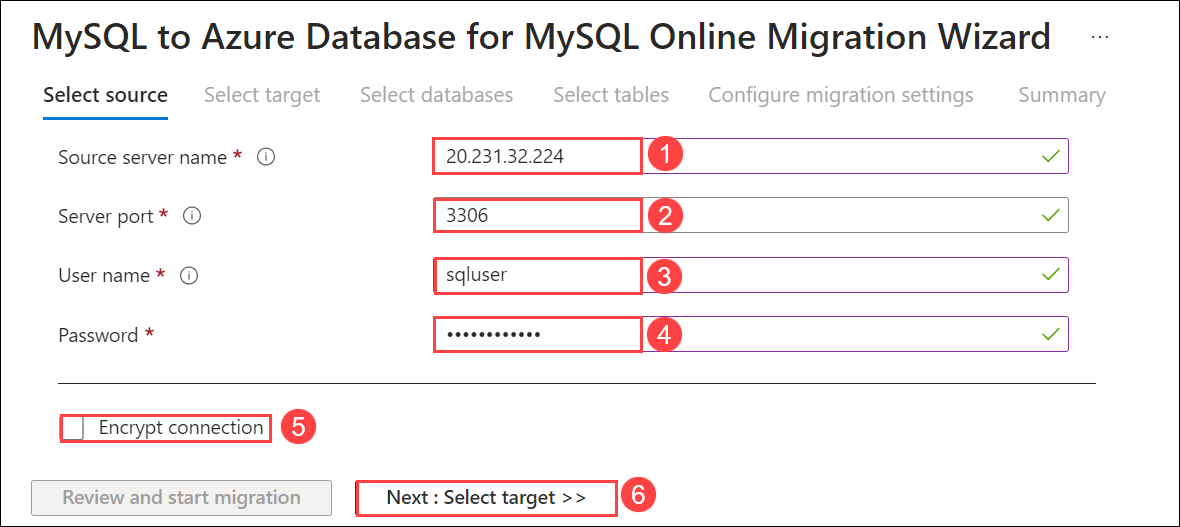 MySQL to Azure Database for MySQL Online Migration Wizard ...
Select source Select target Select databases Select tables Configure migration settings Summary
Source server name * 20.231.32.224 1
Server port * 3306 2
User name * sqluser 3
Password * •••••••••••• 4
Encrypt connection 5
Review and start migration Next : Select target >> 6